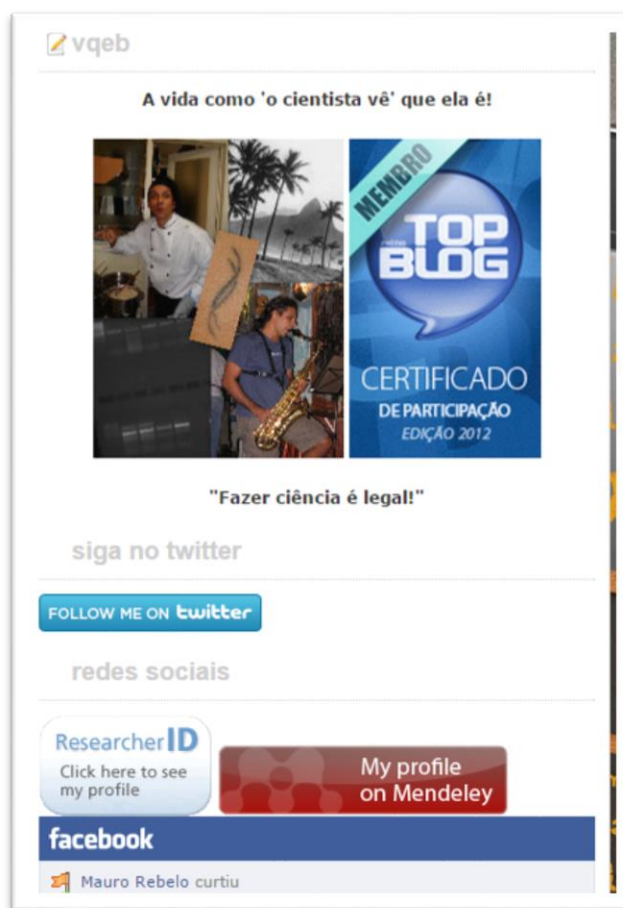 vqeb
A vida como 'o cientista vê' que ela é!
MEMBRO
TOP
BLOG
CERTIFICADO
DE PARTICIPAÇÃO
EDIÇÃO 2012
"Fazer ciência é legal!"
siga no twitter
FOLLOW ME ON twitter
redes sociais
ResearcherID
Click here to see
my profile
My profile
on Mendeley
facebook
Mauro Rebelo curtiu